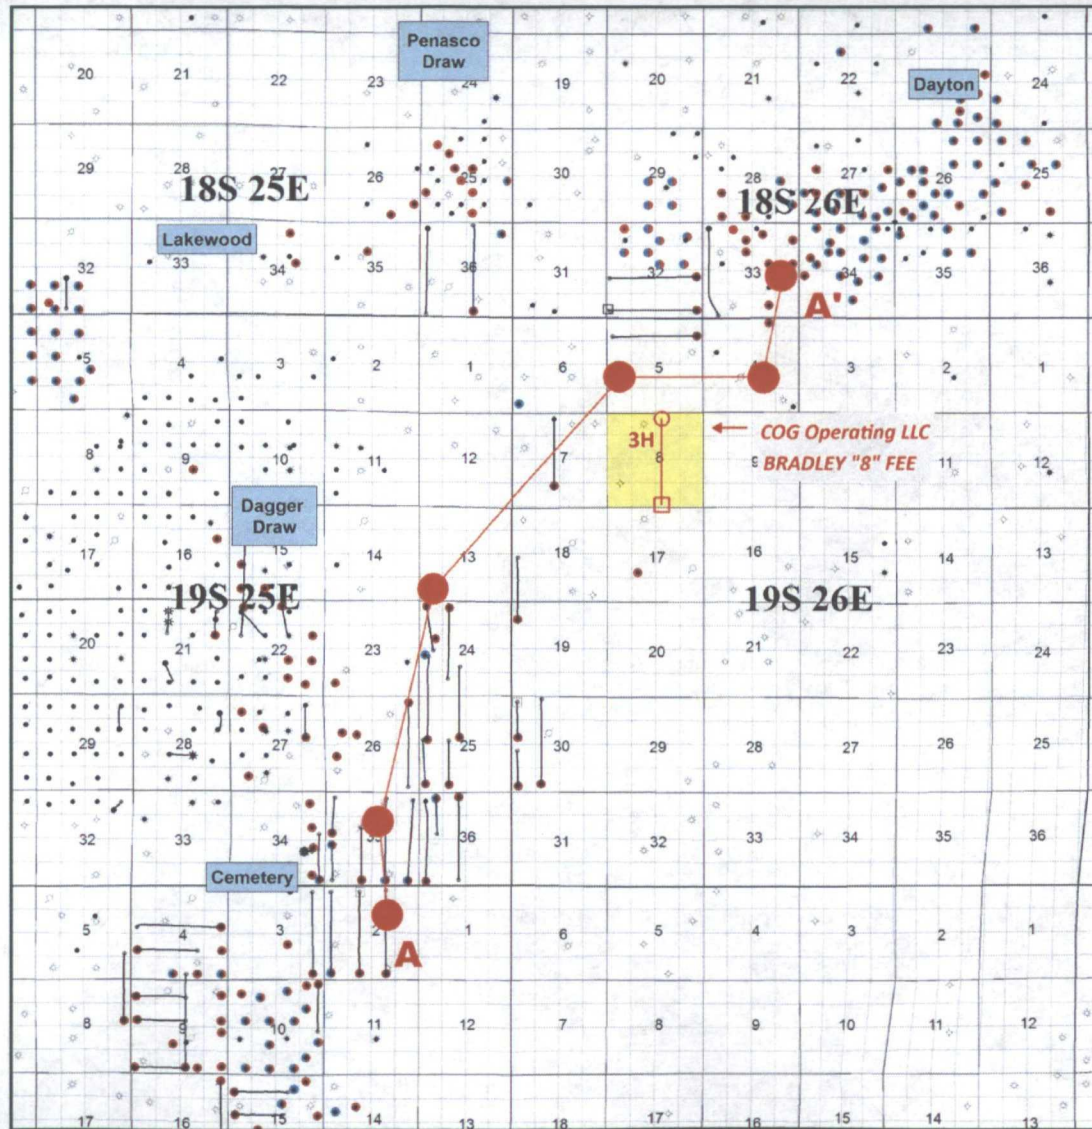 Penasco
Draw
20 21 22 23 24 19 20 21 22 24
Dayton
29 28 27 26 25 30 29 28 27 26 25
18S 25E 18S 26E
Lakewood
32 33 34 35 36 31 32 33 34 35 36
A'
5 4 3 2 1 6 5 3 1
8 9 10 11 12 7 8 9 11 12
3H
COG Operating LLC
BRADLEY "8" FEE
Dagger
Draw
17 16 15 14 13 18 17 16 15 14 13
19S 25E 19S 26E
20 21 22 23 24 19 20 21 22 23 24
29 28 27 26 25 30 29 28 27 26 25
32 33 34 36 31 32 33 34 35 36
Cemetery
5 4 3 2 1 6 5 4 3 2 1
A
8 9 10 11 12 7 8 9 10 11 12
17 16 15 14 13 18 17 16 15 14 13